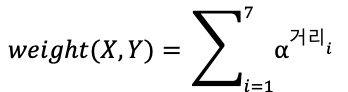 weight(X,Y) = ∑_{i=1}^{7} α^{거리_i}